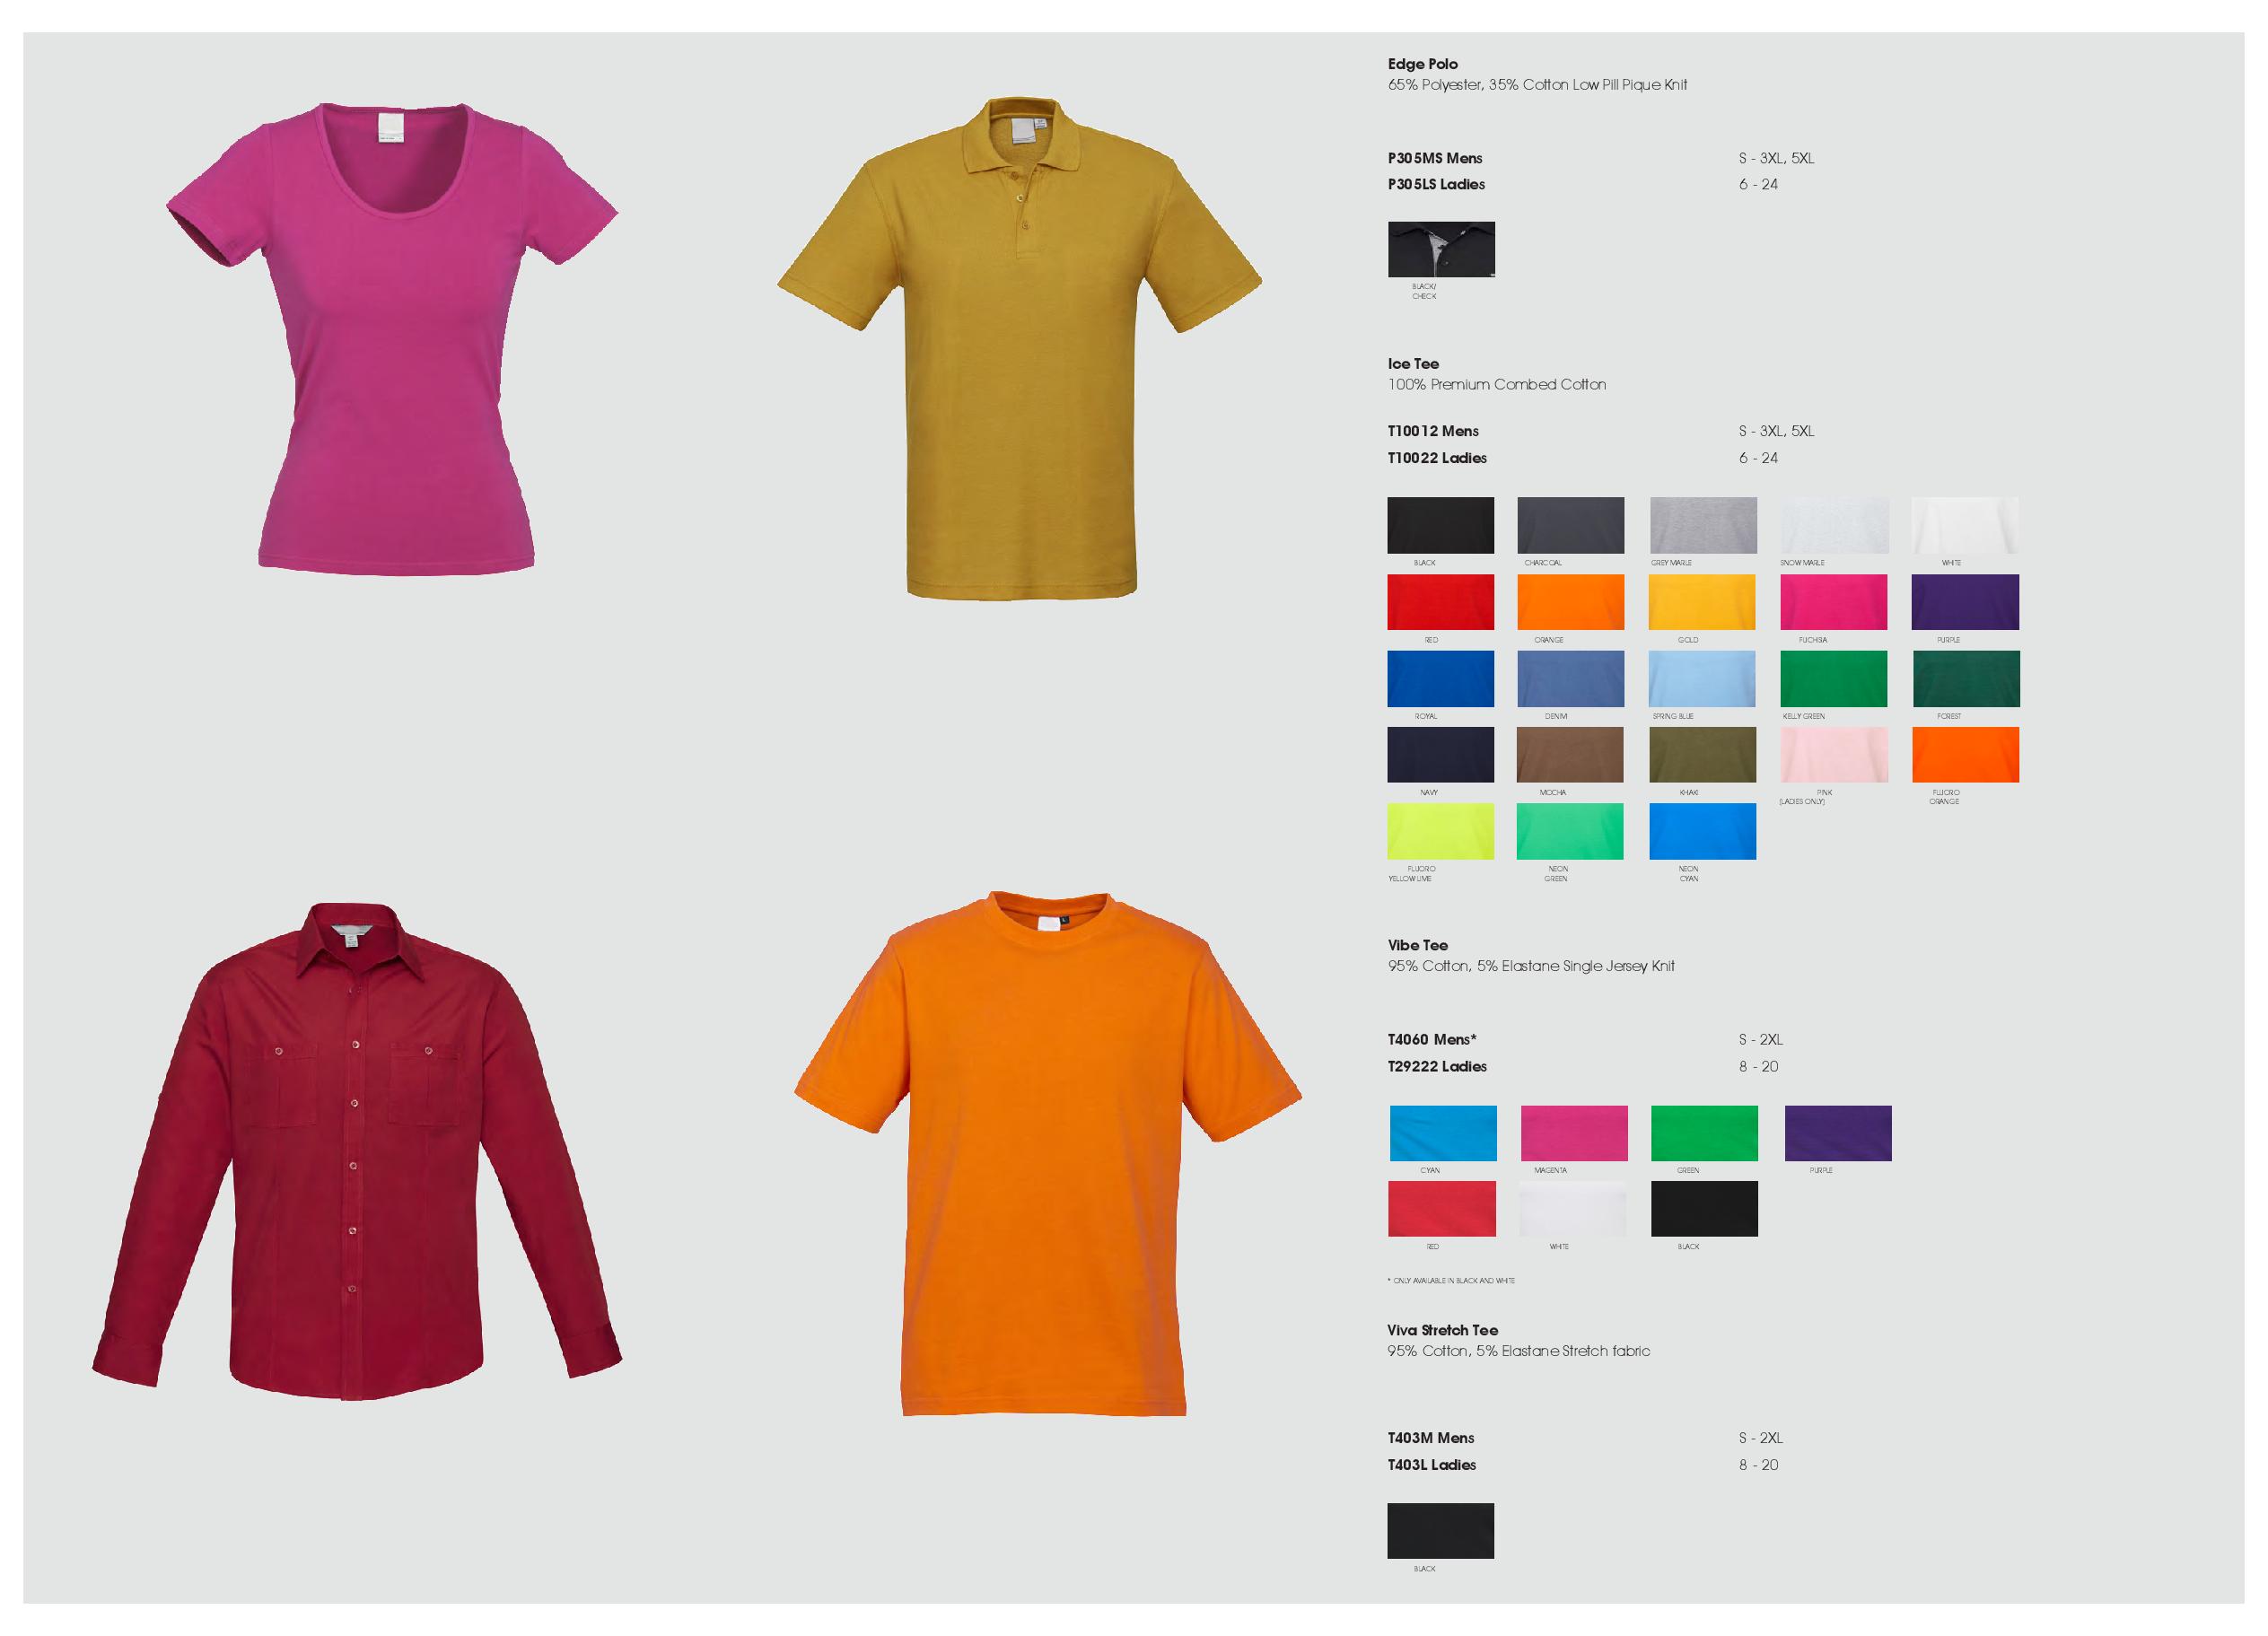 Edge Polo
65% Polyester, 35% Cotton Low Pill Pique Knit
P305MS Mens S - 3XL, 5XL
P305LS Ladies 6 - 24
BLACK/
CHECK
Ice Tee
100% Premium Combed Cotton
T10012 Mens S - 3XL, 5XL
T10022 Ladies 6 - 24
BLACK CHARCOAL GREY MARLE SNOW MARLE WHITE
RED ORANGE GOLD FUCHSIA PURPLE
ROYAL DENIM SPRING BLUE KELLY GREEN FOREST
NAVY MOCHA KHAKI PINK FLUORO
(LADIES ONLY) ORANGE
FLUORO NEON NEON
YELLOW LIME GREEN CYAN
Vibe Tee
95% Cotton, 5% Elastane Single Jersey Knit
T4060 Mens* S - 2XL
T29222 Ladies 8 - 20
CYAN MAGENTA GREEN PURPLE
RED WHITE BLACK
* ONLY AVAILABLE IN BLACK AND WHITE
Viva Stretch Tee
95% Cotton, 5% Elastane Stretch fabric
T403M Mens S - 2XL
T403L Ladies 8 - 20
BLACK